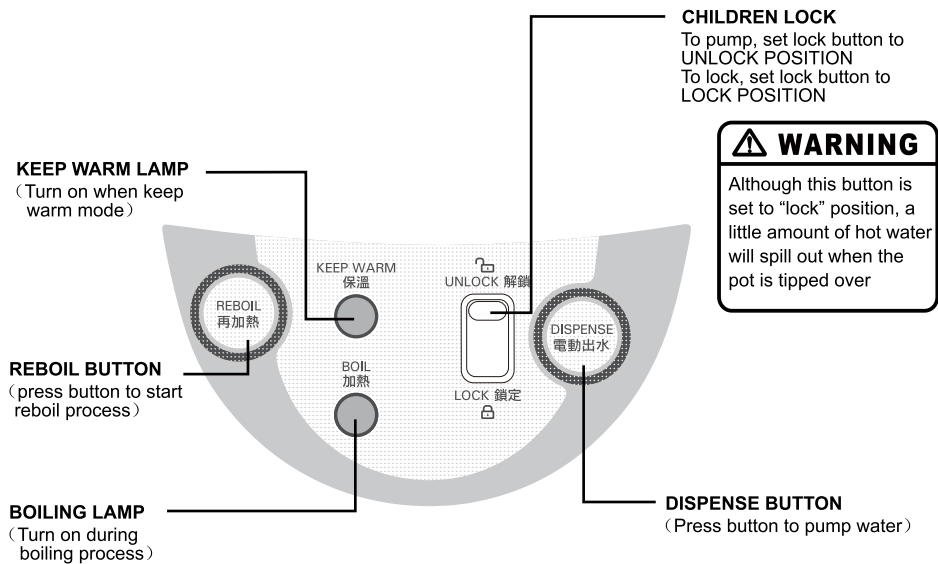 CHILDREN LOCK
To pump, set lock button to
UNLOCK POSITION
To lock, set lock button to
LOCK POSITION
⚠ WARNING
Although this button is
set to “lock” position, a
little amount of hot water
will spill out when the
pot is tipped over
KEEP WARM LAMP
（Turn on when keep
warm mode）
KEEP WARM
保溫
UNLOCK 解鎖
REBOIL
再加熱
DISPENSE
電動出水
BOIL
加熱
LOCK 鎖定
REBOIL BUTTON
（press button to start
reboil process）
BOILING LAMP
（Turn on during
boiling process）
DISPENSE BUTTON
（Press button to pump water）